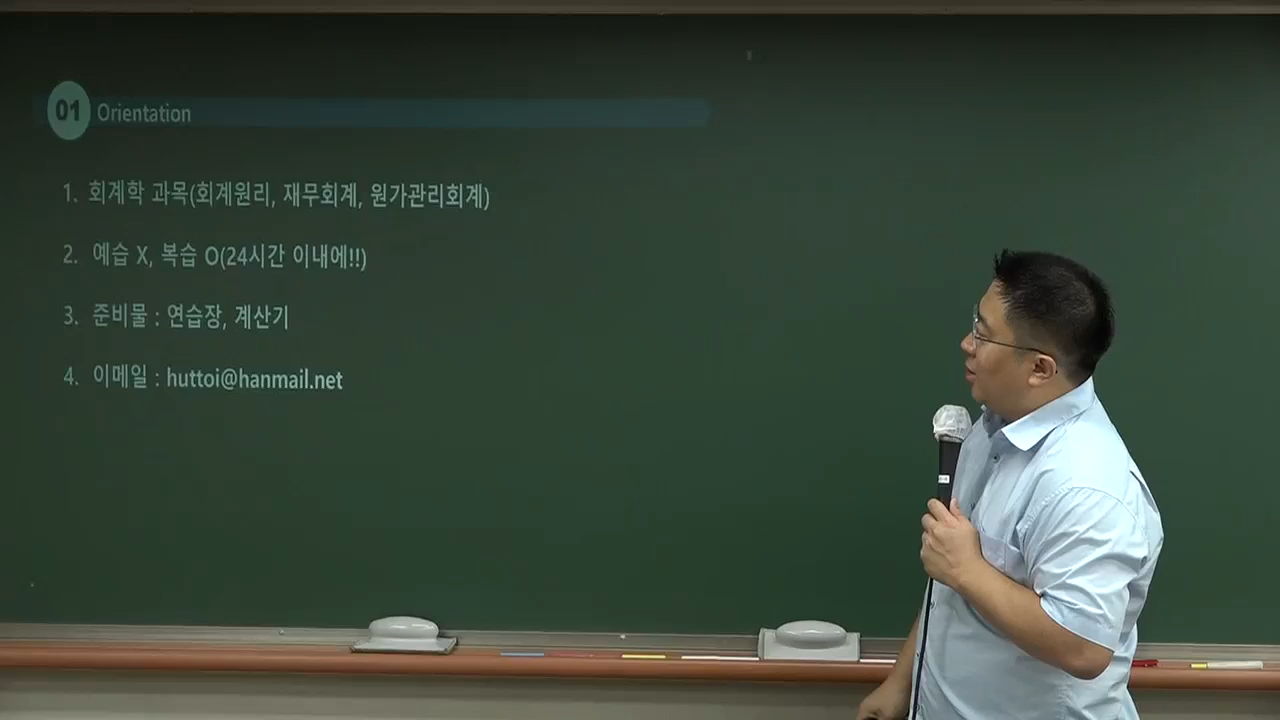 01 Orientation
1. 회계학 과목(회계원리, 재무회계, 원가관리회계)
2. 예습 X, 복습 O(24시간 이내에!!)
3. 준비물 : 연습장, 계산기
4. 이메일 : huttoi@hanmail.net